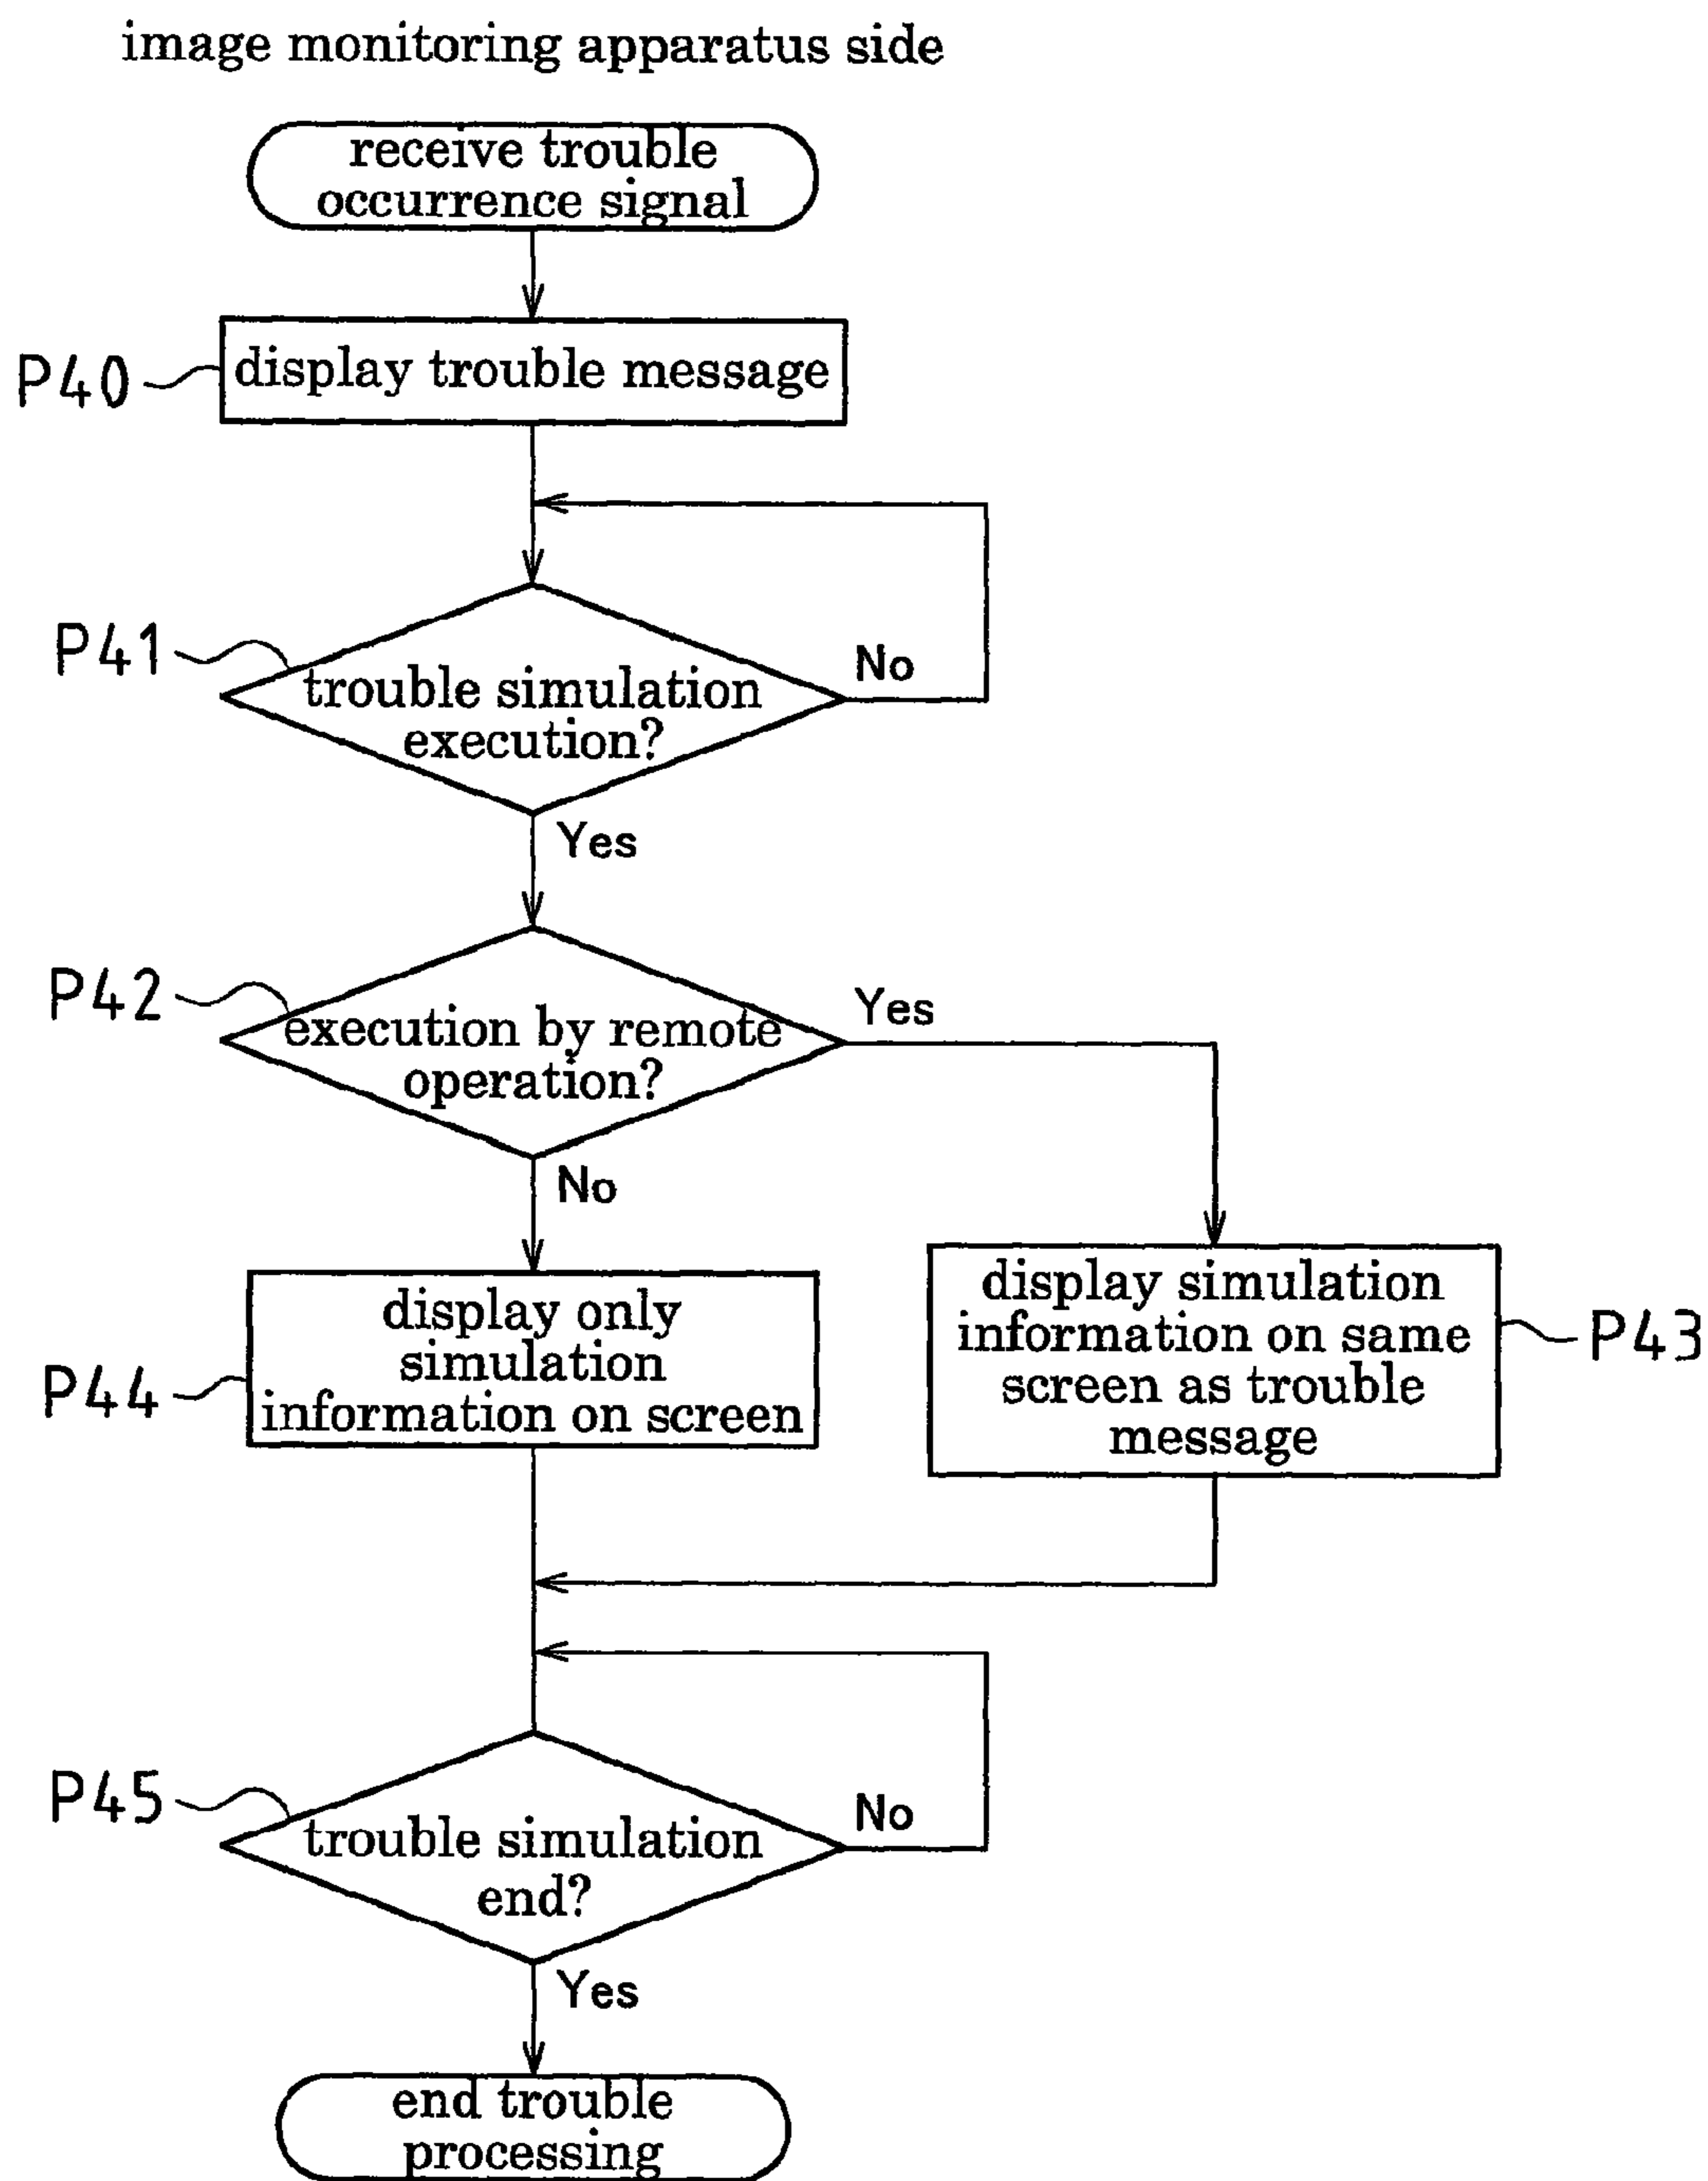 image monitoring apparatus side
receive trouble
occurrence signal
P40
display trouble message
P41
trouble simulation
execution?
No
Yes
P42
execution by remote
operation?
Yes
No
display only
simulation
information on screen
P44
display simulation
information on same
screen as trouble
message
P43
P45
trouble simulation
end?
No
Yes
end trouble
processing